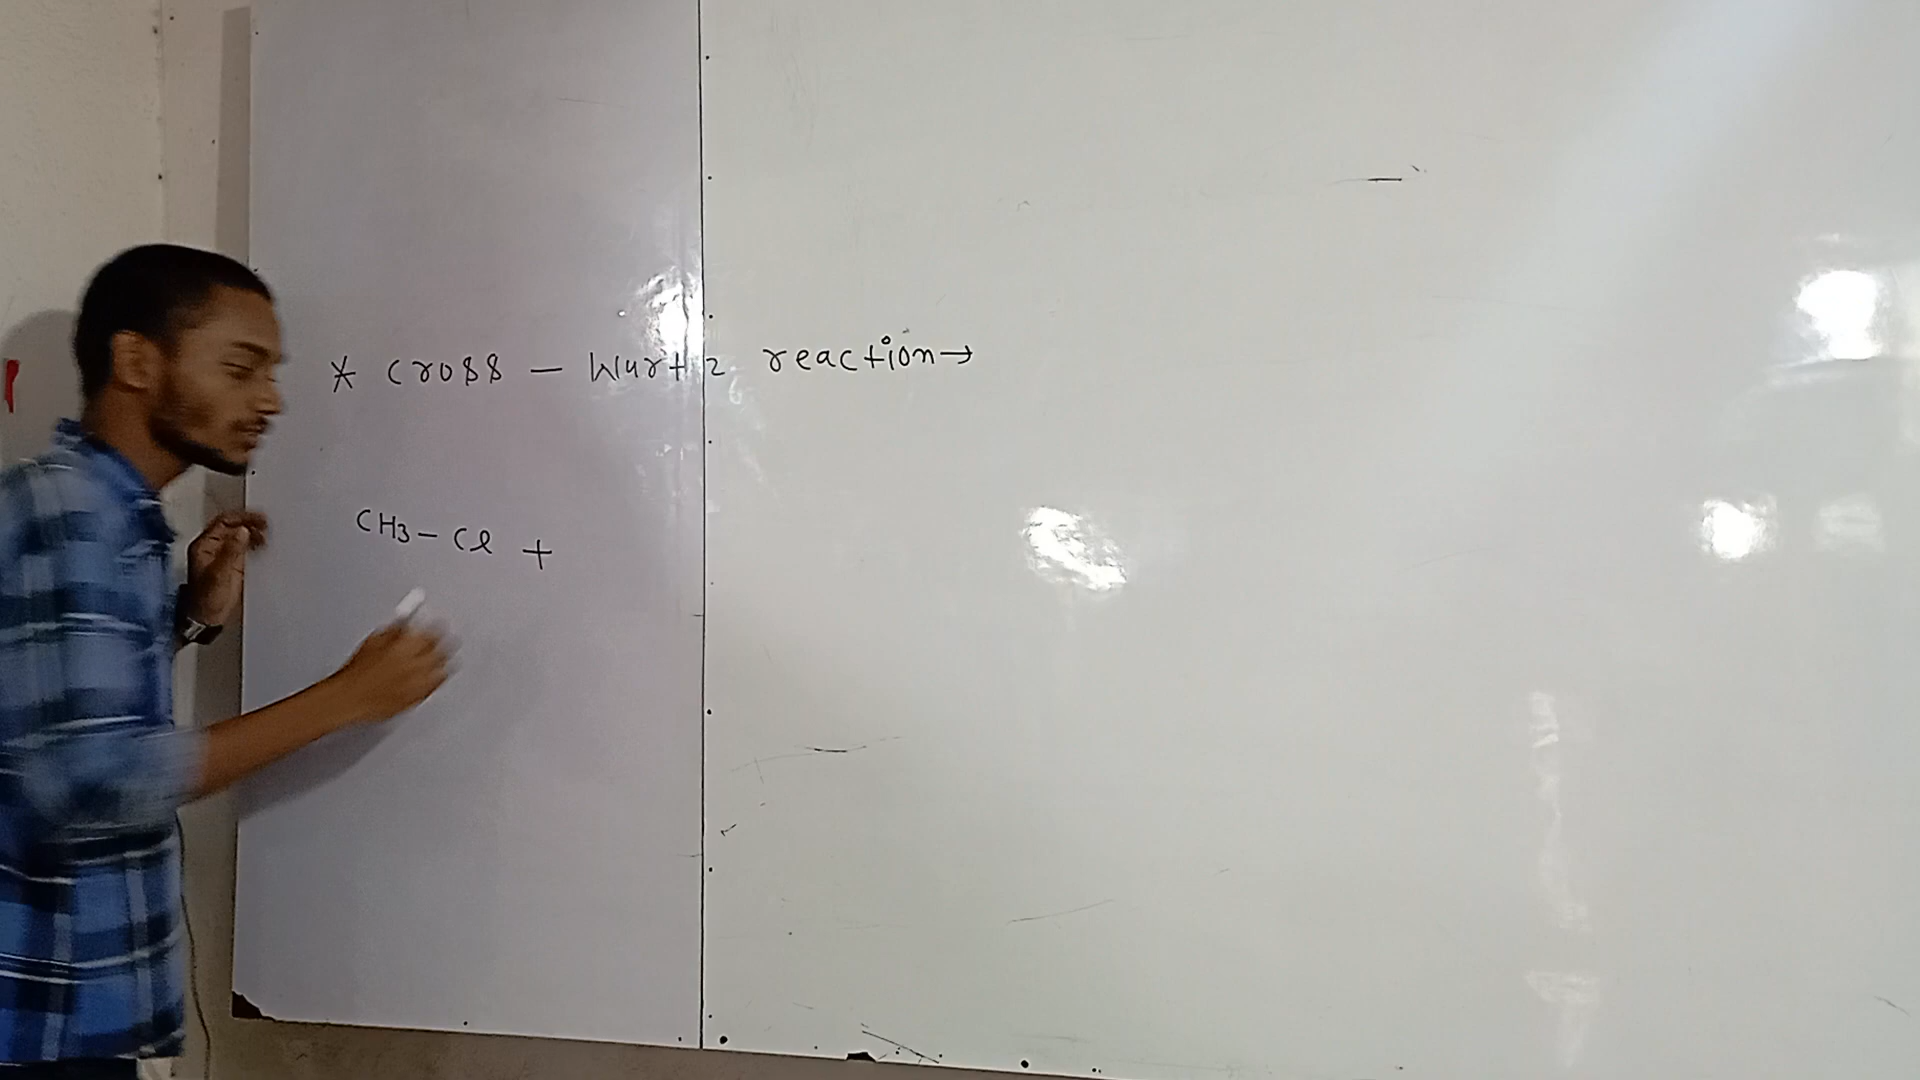 * Cross - Wurtz reaction→
CH3 - Cl +